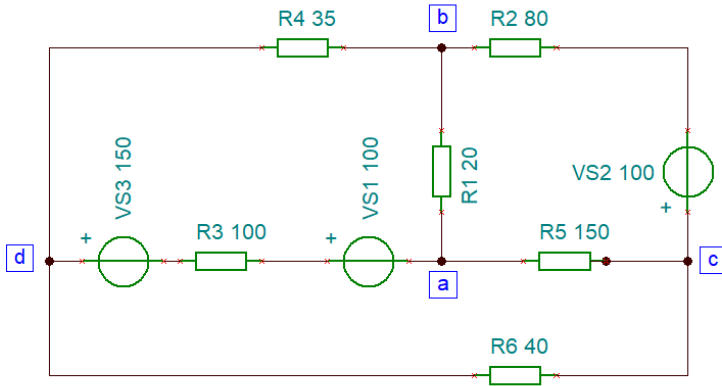 b
R4 35
R2 80
VS3 150
VS1 100
R1 20
VS2 100
+
+
+
R3 100
R5 150
d
a
c
R6 40